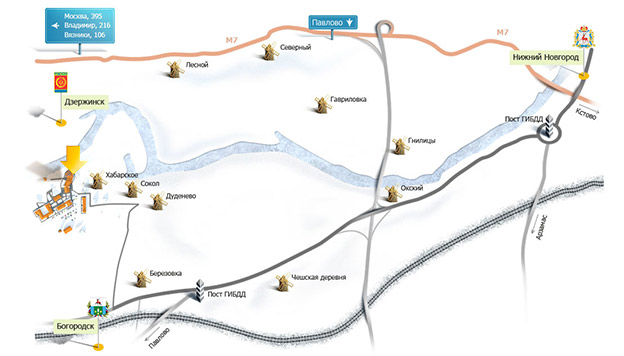 Москва, 395
Владимир, 216
Вязники, 106
Павлово
М7
М7
Северный
Лесной
Нижний Новгород
Дзержинск
Гавриловка
Кстово
Пост ГИБДД
Гнилицы
Хабарское
Сокол
Дуденево
Окский
Арзамас
Березовка
Чешская деревня
Пост ГИБДД
Богородск
Павлово